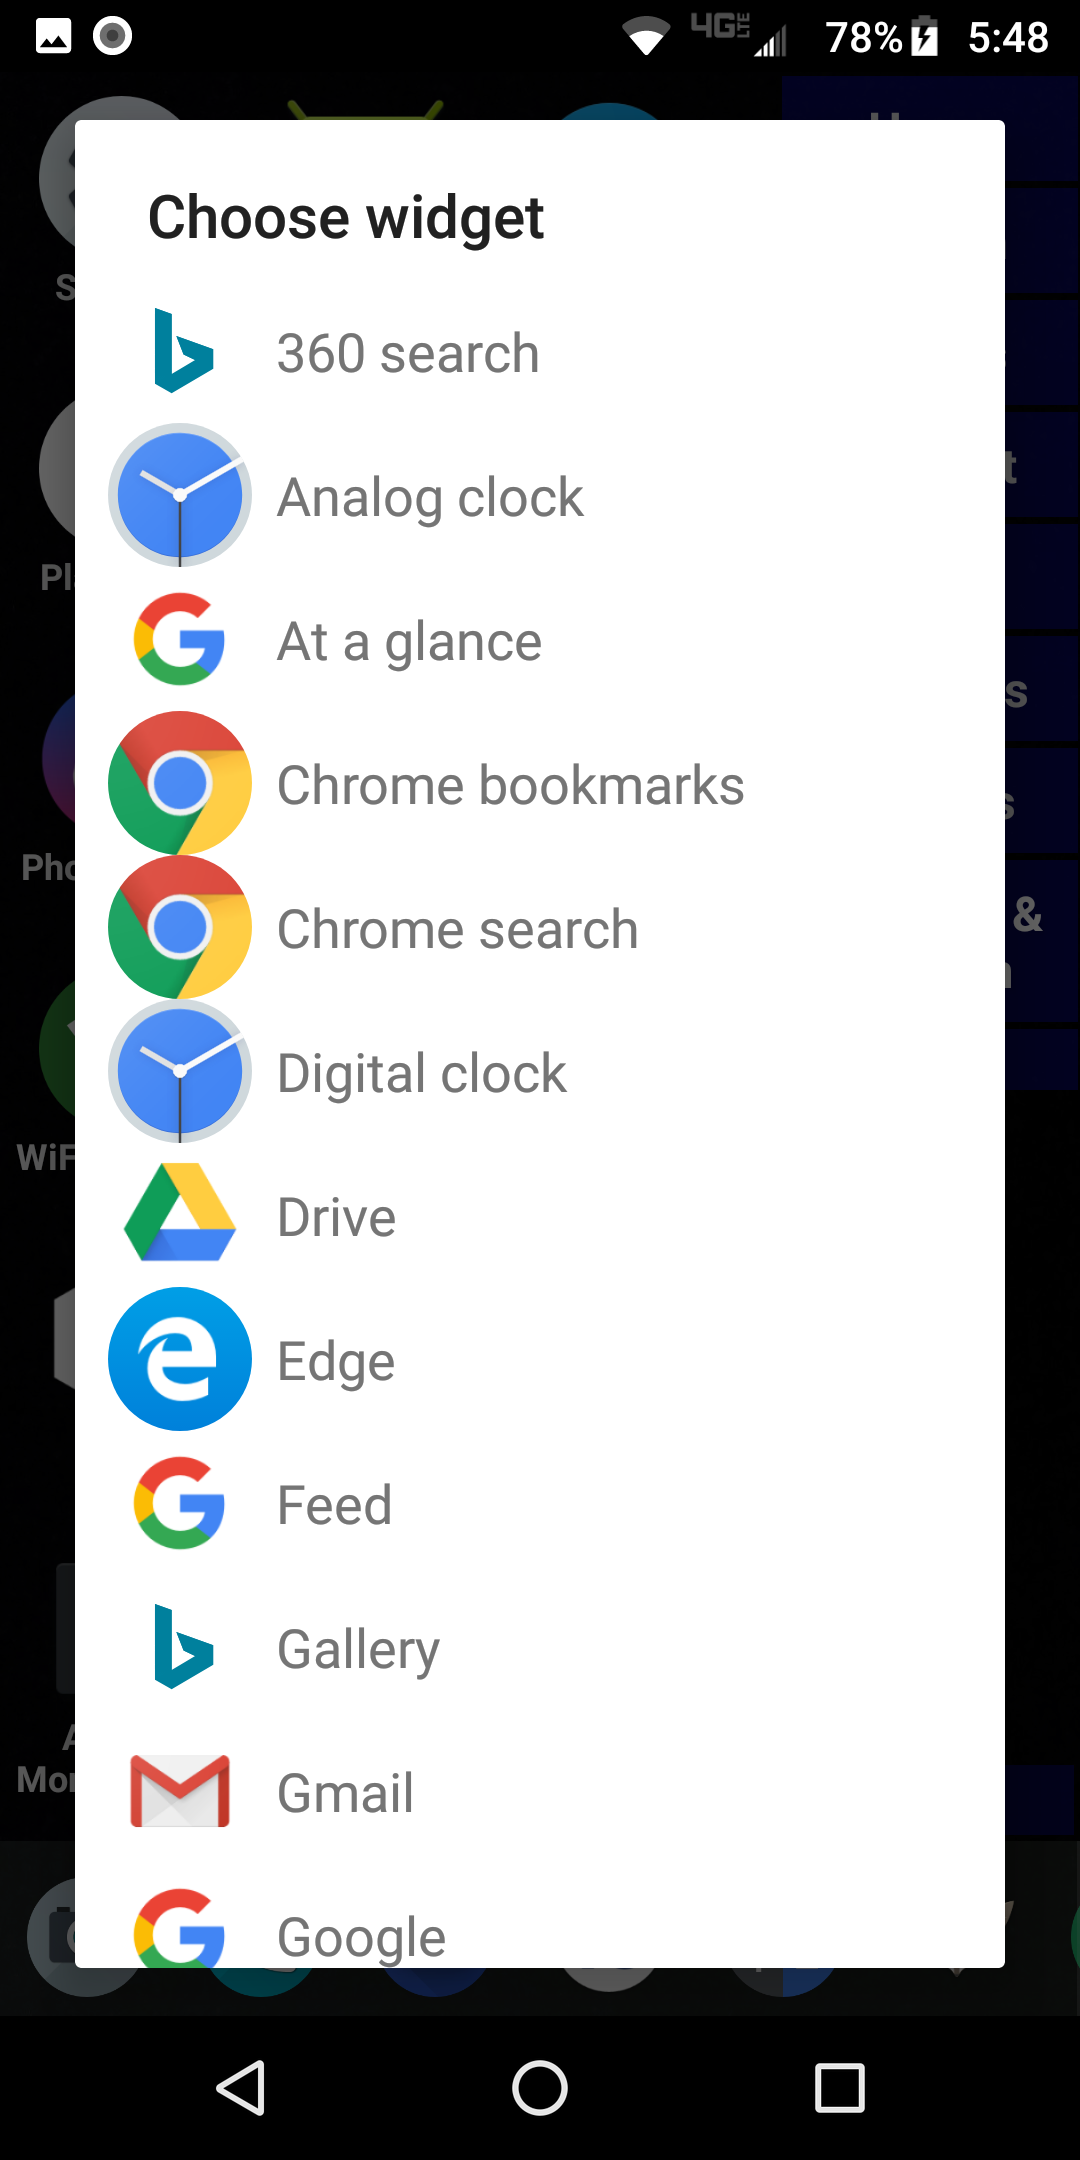 4G LTE 78% 5:48
Choose widget
360 search
Analog clock
At a glance
Chrome bookmarks
Chrome search
Digital clock
Drive
Edge
Feed
Gallery
Gmail
Google